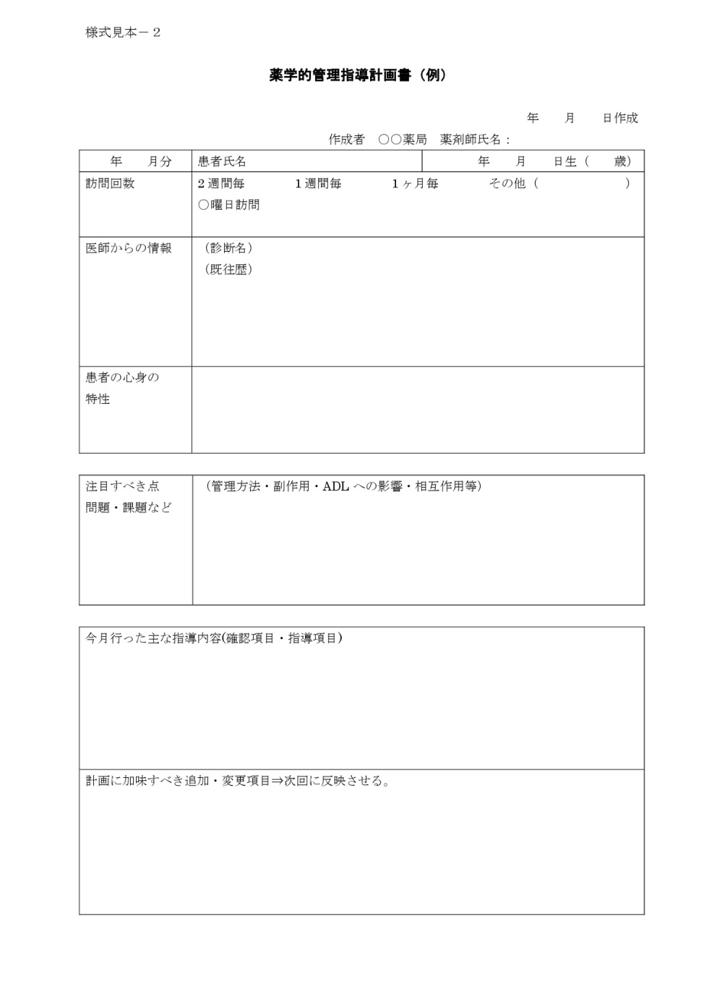 様式見本－２
薬学的管理指導計画書（例）
年　　月　　日作成
作成者　○○薬局　薬剤師氏名：
年　　月分　患者氏名　年　　月　　日生（　　歳）
訪問回数　2 週間毎　1 週間毎　1 ヶ月毎　その他（　　　　　　　）
○曜日訪問
医師からの情報　（診断名）
（既往歴）
患者の心身の
特性
注目すべき点　（管理方法・副作用・ADL への影響・相互作用等）
問題・課題など
今月行った主な指導内容(確認項目・指導項目)
計画に加味すべき追加・変更項目⇒次回に反映させる。